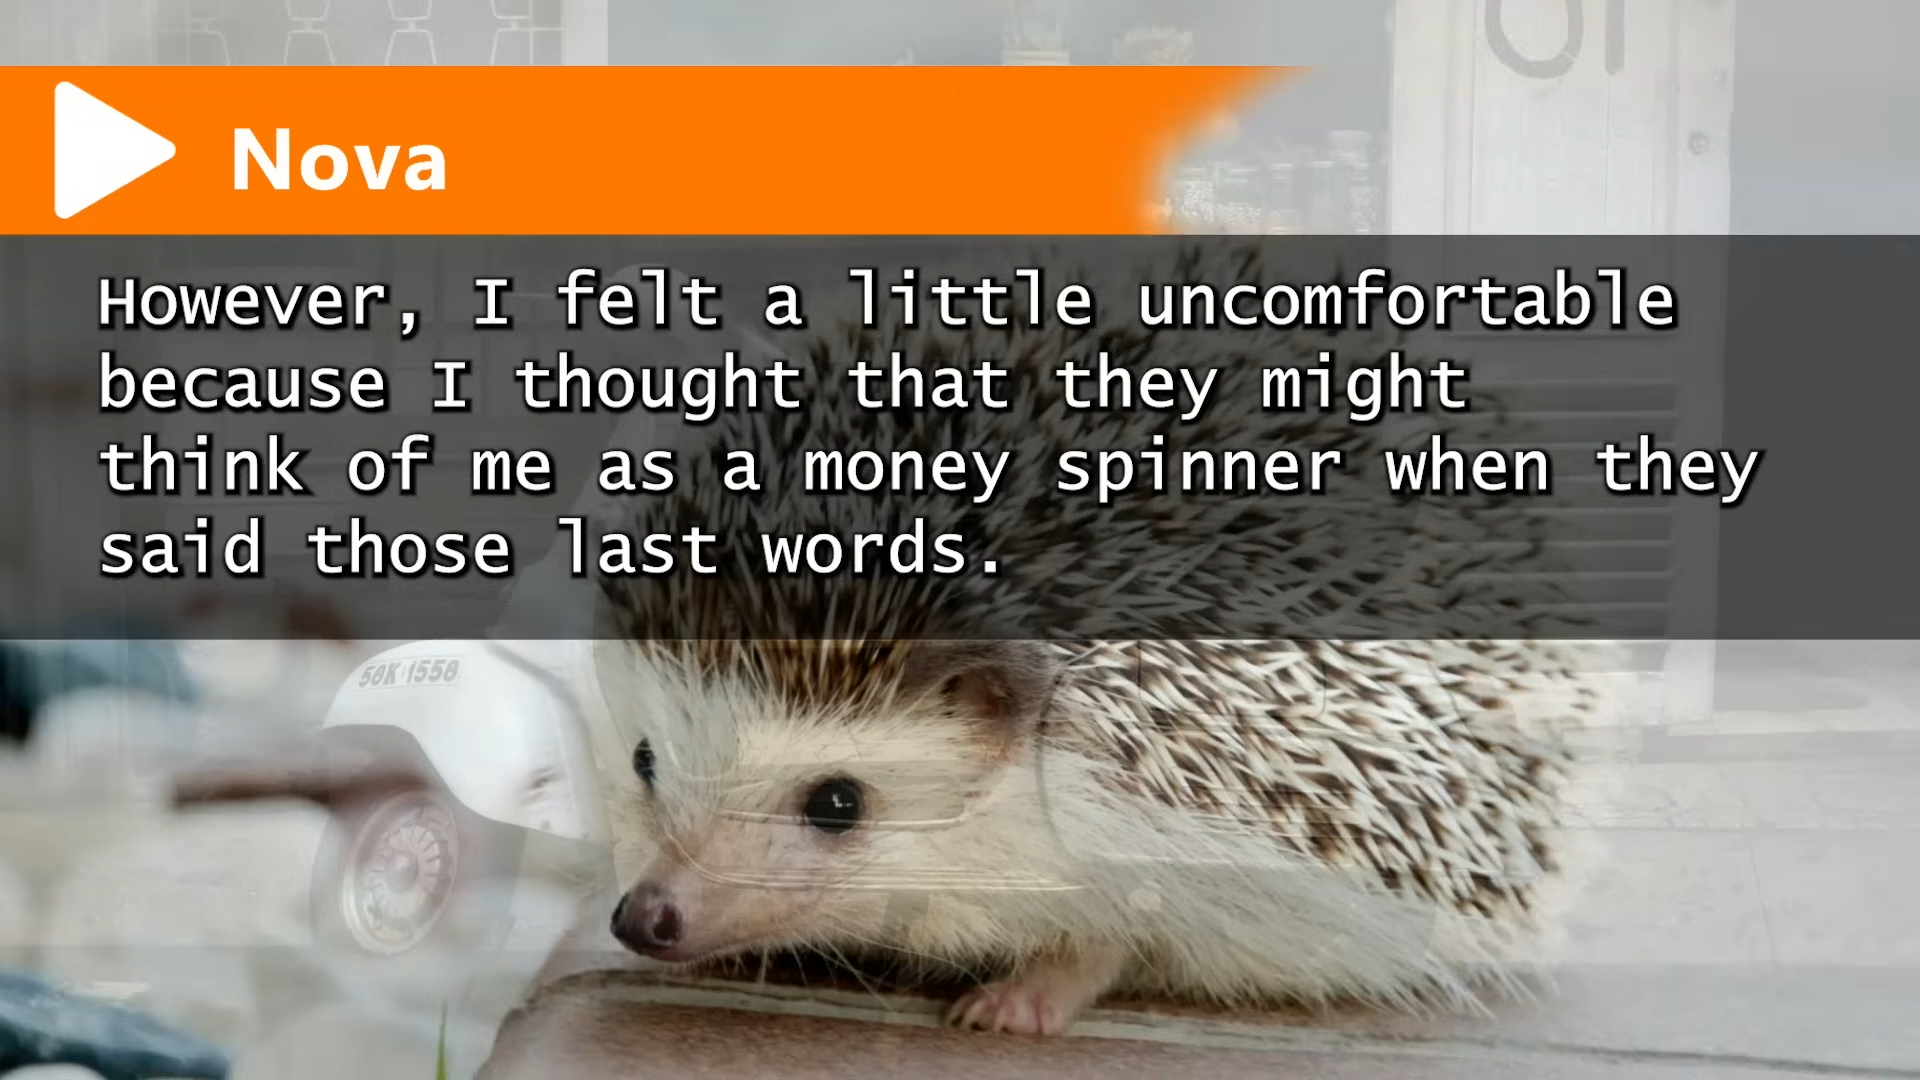 Nova
However, I felt a little uncomfortable
because I thought that they might
think of me as a money spinner when they
said those last words.
58K 1558